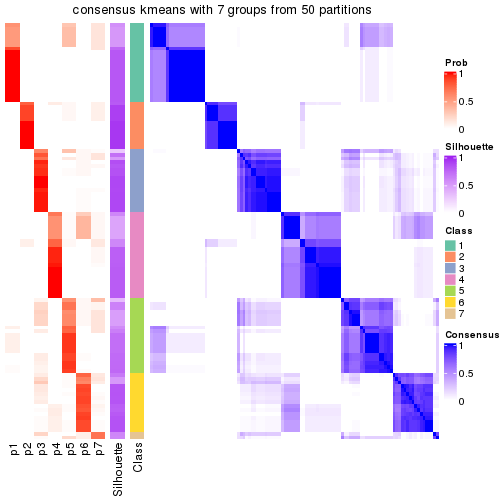 consensus kmeans with 7 groups from 50 partitions
Prob
1
0.5
0
Silhouette
1
0.5
0
Class
1
2
3
4
5
6
7
Consensus
1
0.5
0
p1
p2
p3
p4
p5
p6
p7
Silhouette
Class